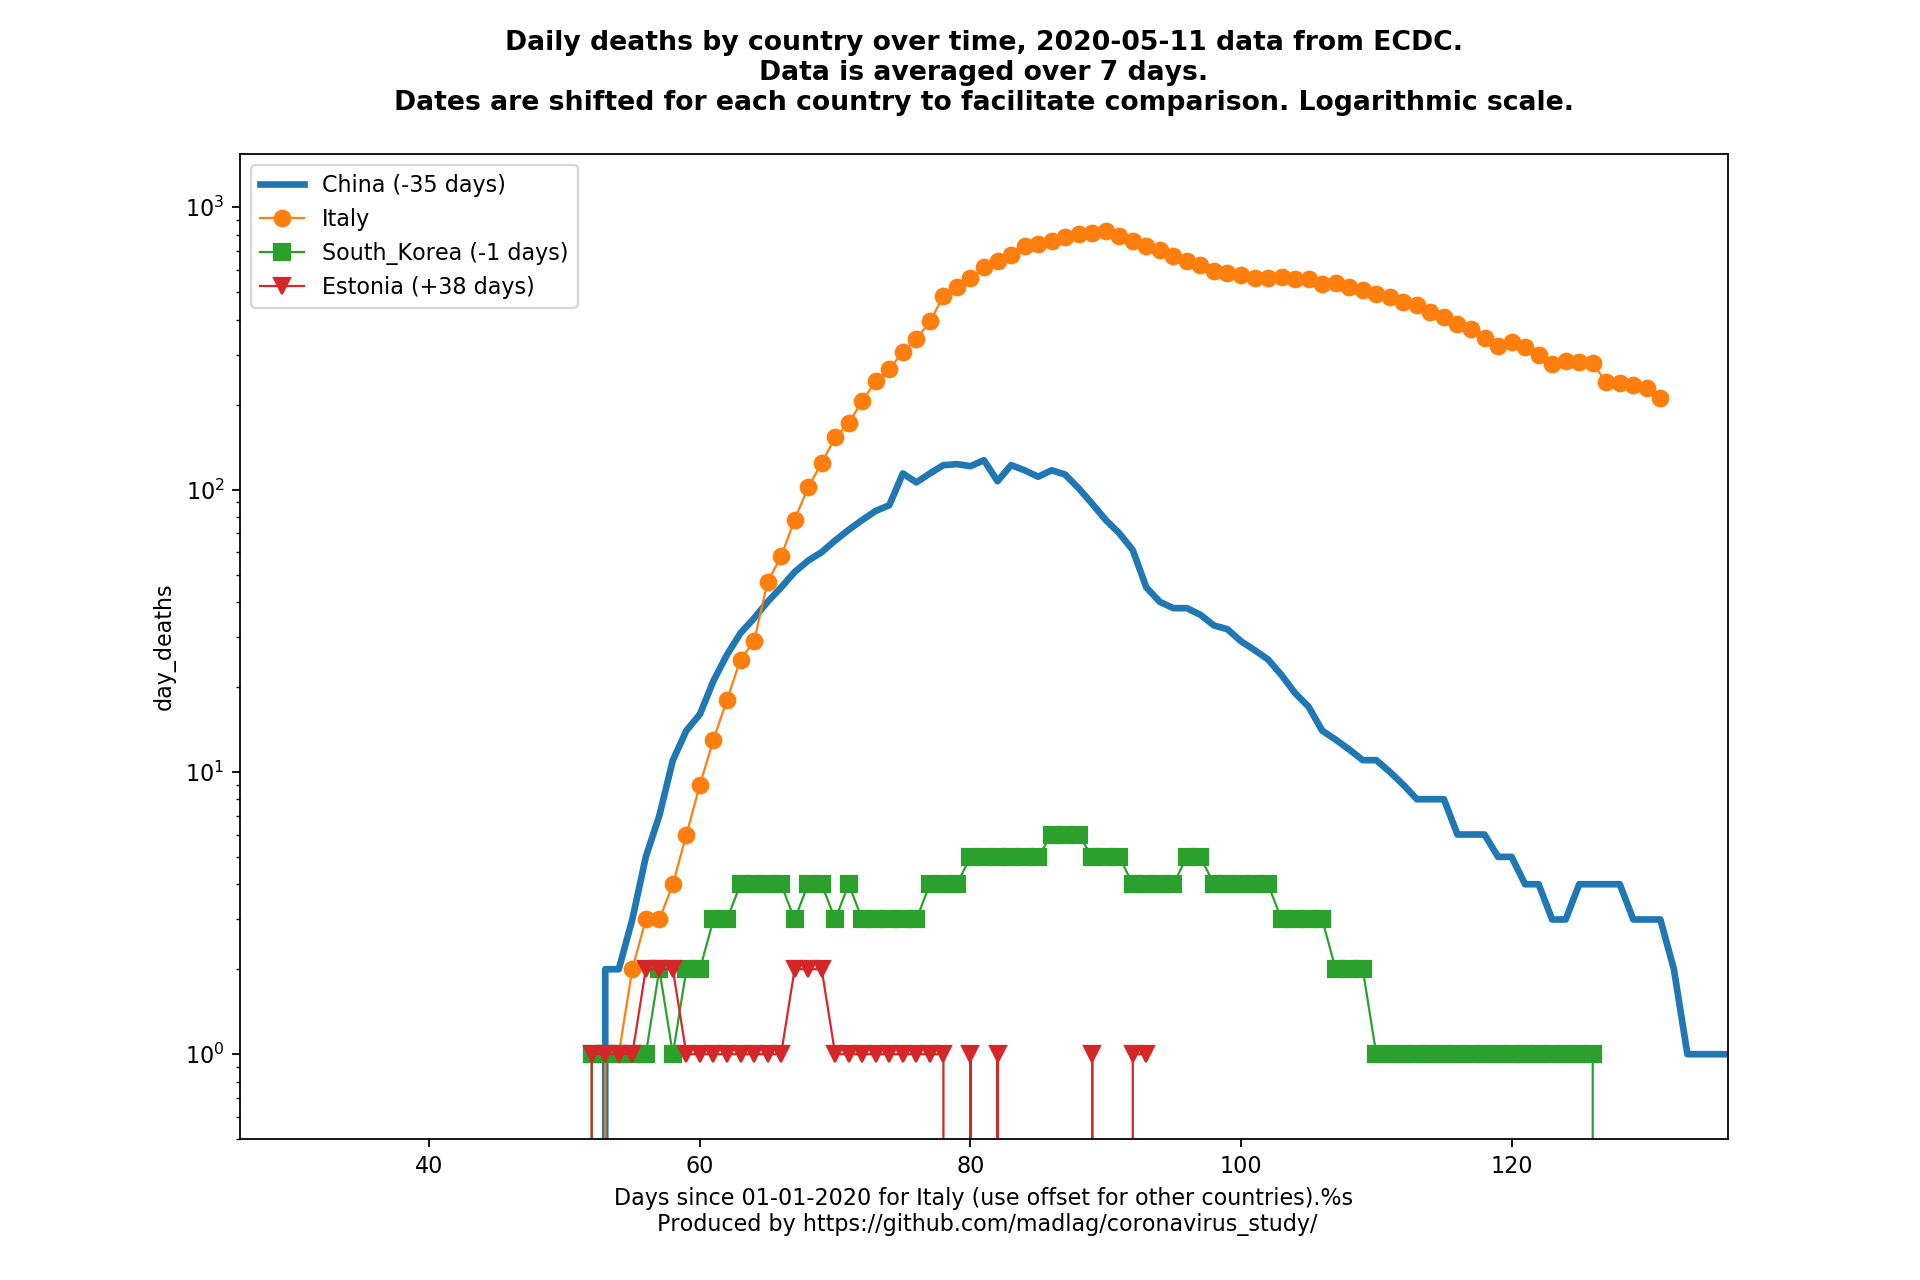 Daily deaths by country over time, 2020-05-11 data from ECDC.
Data is averaged over 7 days.
Dates are shifted for each country to facilitate comparison. Logarithmic scale.
China (-35 days)
Italy
South_Korea (-1 days)
Estonia (+38 days)
10³
10²
10¹
10⁰
day_deaths
40 60 80 100 120
Days since 01-01-2020 for Italy (use offset for other countries).%s
Produced by https://github.com/madlag/coronavirus_study/